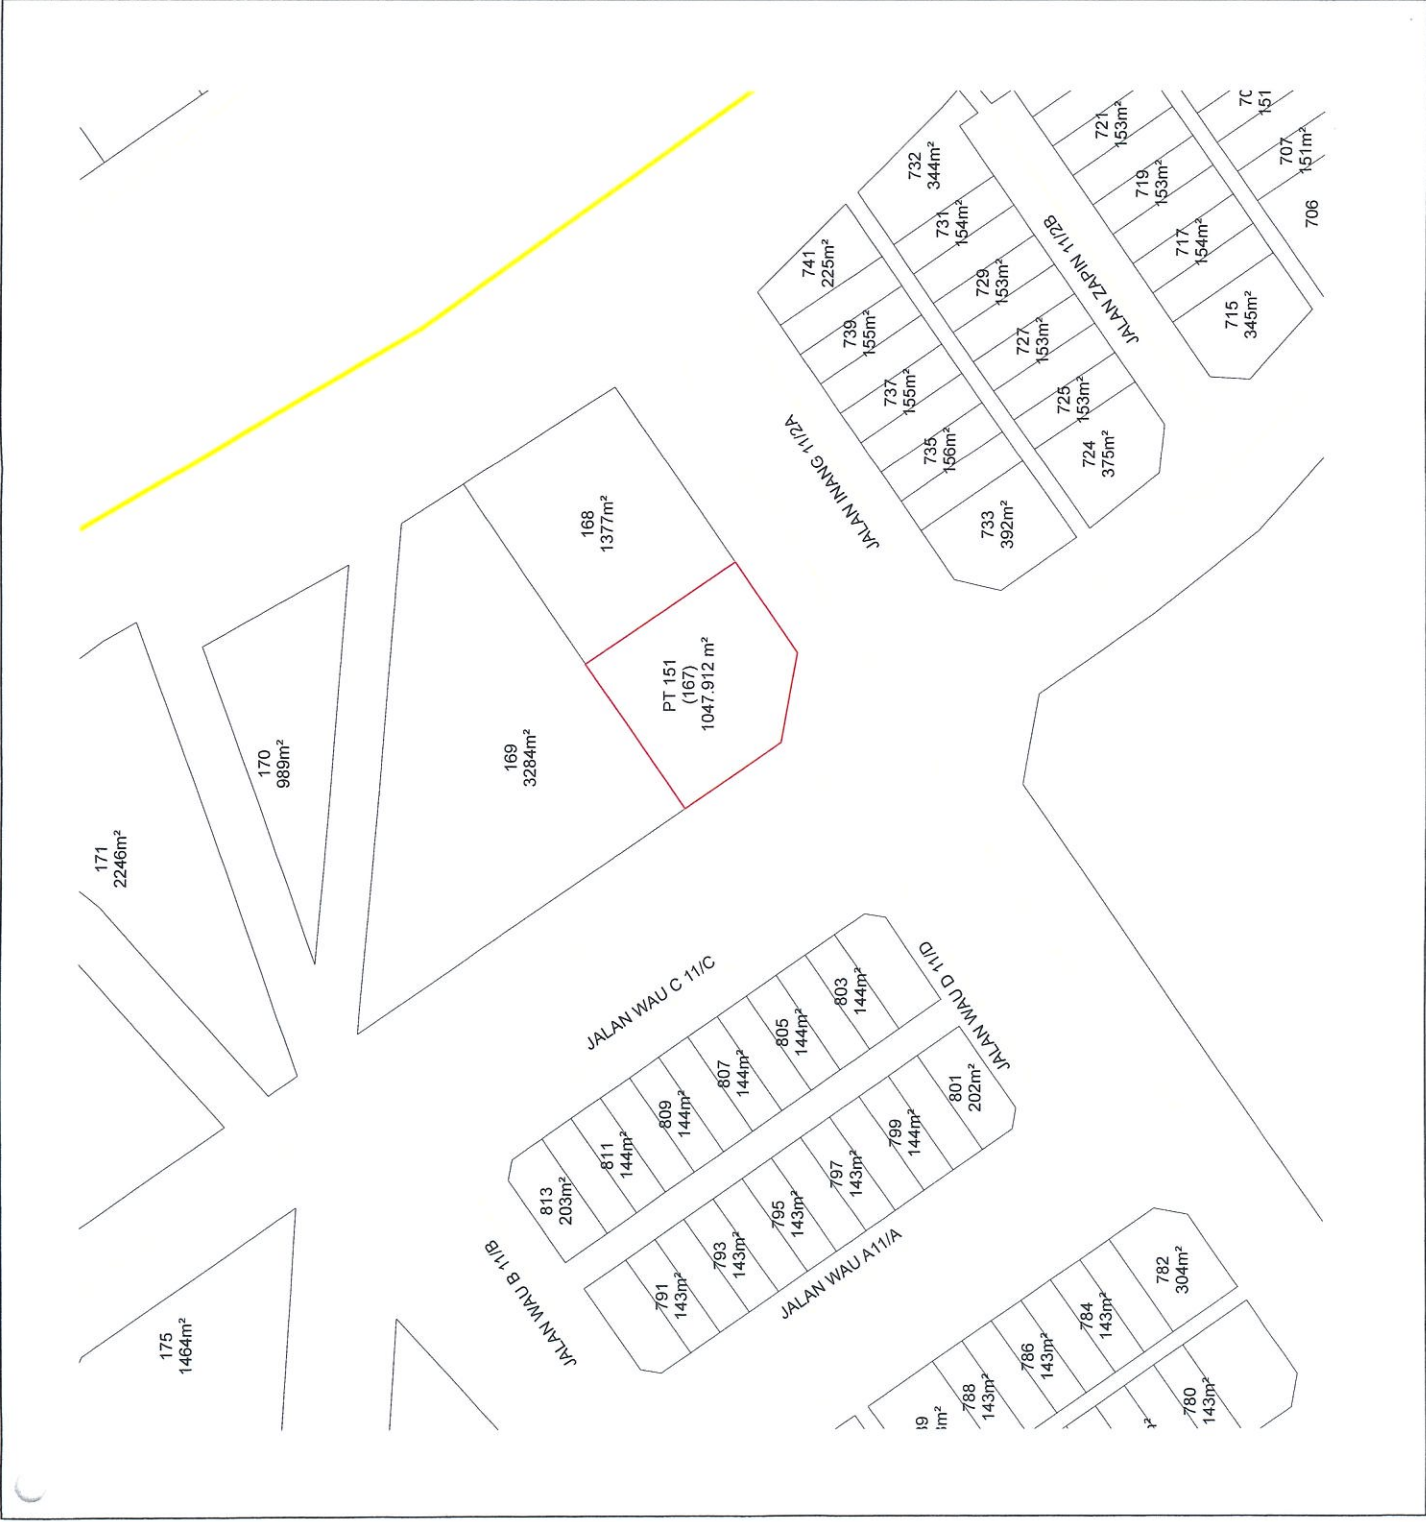 732
344m²
731
154m²
729
153m²
727
153m²
725
153m²
724
375m²
741
225m²
739
155m²
737
155m²
735
156m²
733
392m²
JALAN INANG 11/2A
JALAN ZAPIN 11/2B
721
153m²
719
153m²
717
154m²
715
345m²
151
707
151m²
706
168
1377m²
PT 151
(167)
1047.912 m²
169
3284m²
170
989m²
171
2246m²
175
1464m²
JALAN WAU C 11/C
JALAN WAU D 11/D
803
144m²
805
144m²
807
144m²
809
144m²
811
144m²
813
203m²
801
202m²
799
144m²
797
143m²
795
143m²
793
143m²
791
143m²
JALAN WAU B 11/B
JALAN WAU A11/A
782
304m²
784
143m²
786
143m²
788
143m²
780
143m²